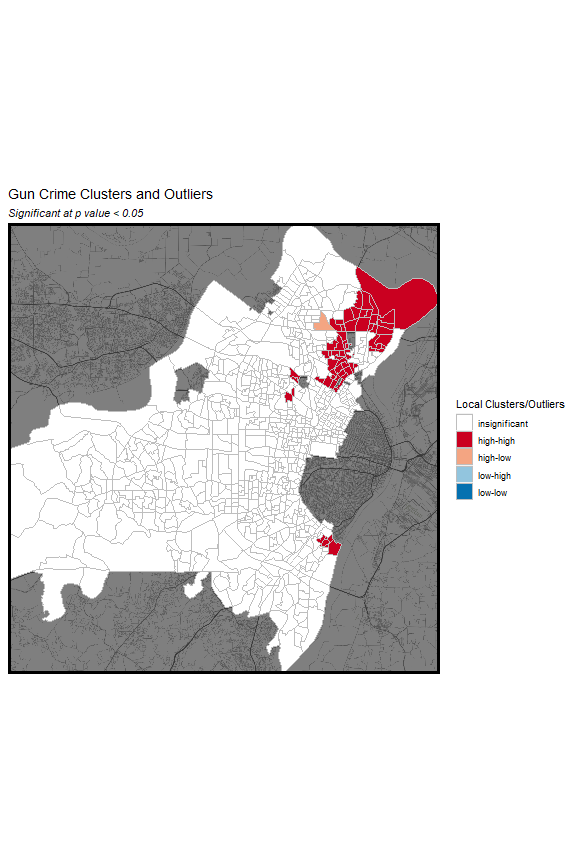 Gun Crime Clusters and Outliers
Significant at p value < 0.05
Local Clusters/Outliers
insignificant
high-high
high-low
low-high
low-low